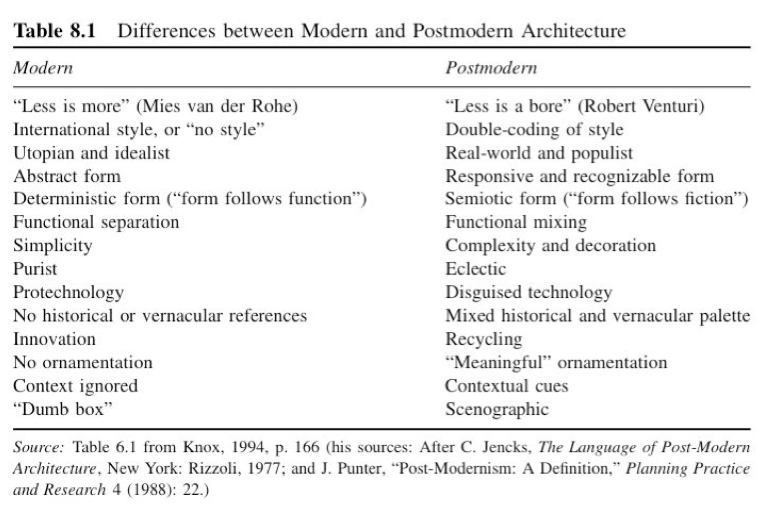 Table 8.1 Differences between Modern and Postmodern Architecture
Modern Postmodern
“Less is more” (Mies van der Rohe) “Less is a bore” (Robert Venturi)
International style, or “no style” Double-coding of style
Utopian and idealist Real-world and populist
Abstract form Responsive and recognizable form
Deterministic form (“form follows function”) Semiotic form (“form follows fiction”)
Functional separation Functional mixing
Simplicity Complexity and decoration
Purist Eclectic
Protechnology Disguised technology
No historical or vernacular references Mixed historical and vernacular palette
Innovation Recycling
No ornamentation “Meaningful” ornamentation
Context ignored Contextual cues
“Dumb box” Scenographic
Source: Table 6.1 from Knox, 1994, p. 166 (his sources: After C. Jencks, The Language of Post-Modern
Architecture, New York: Rizzoli, 1977; and J. Punter, “Post-Modernism: A Definition,” Planning Practice
and Research 4 (1988): 22.)